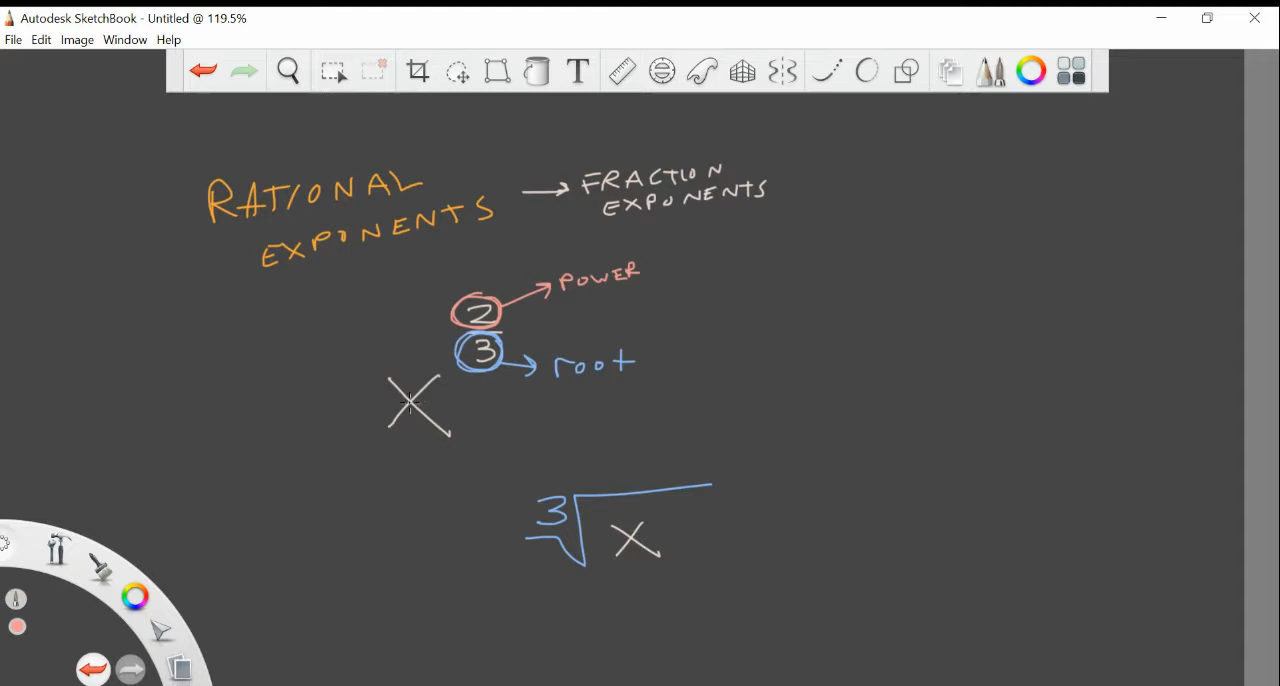 Autodesk SketchBook - Untitled @ 119.5%
File Edit Image Window Help
T
RATIONAL
EXPONENTS
→ FRACTION
EXPONENTS
2 → POWER
3 → root
X
3√X